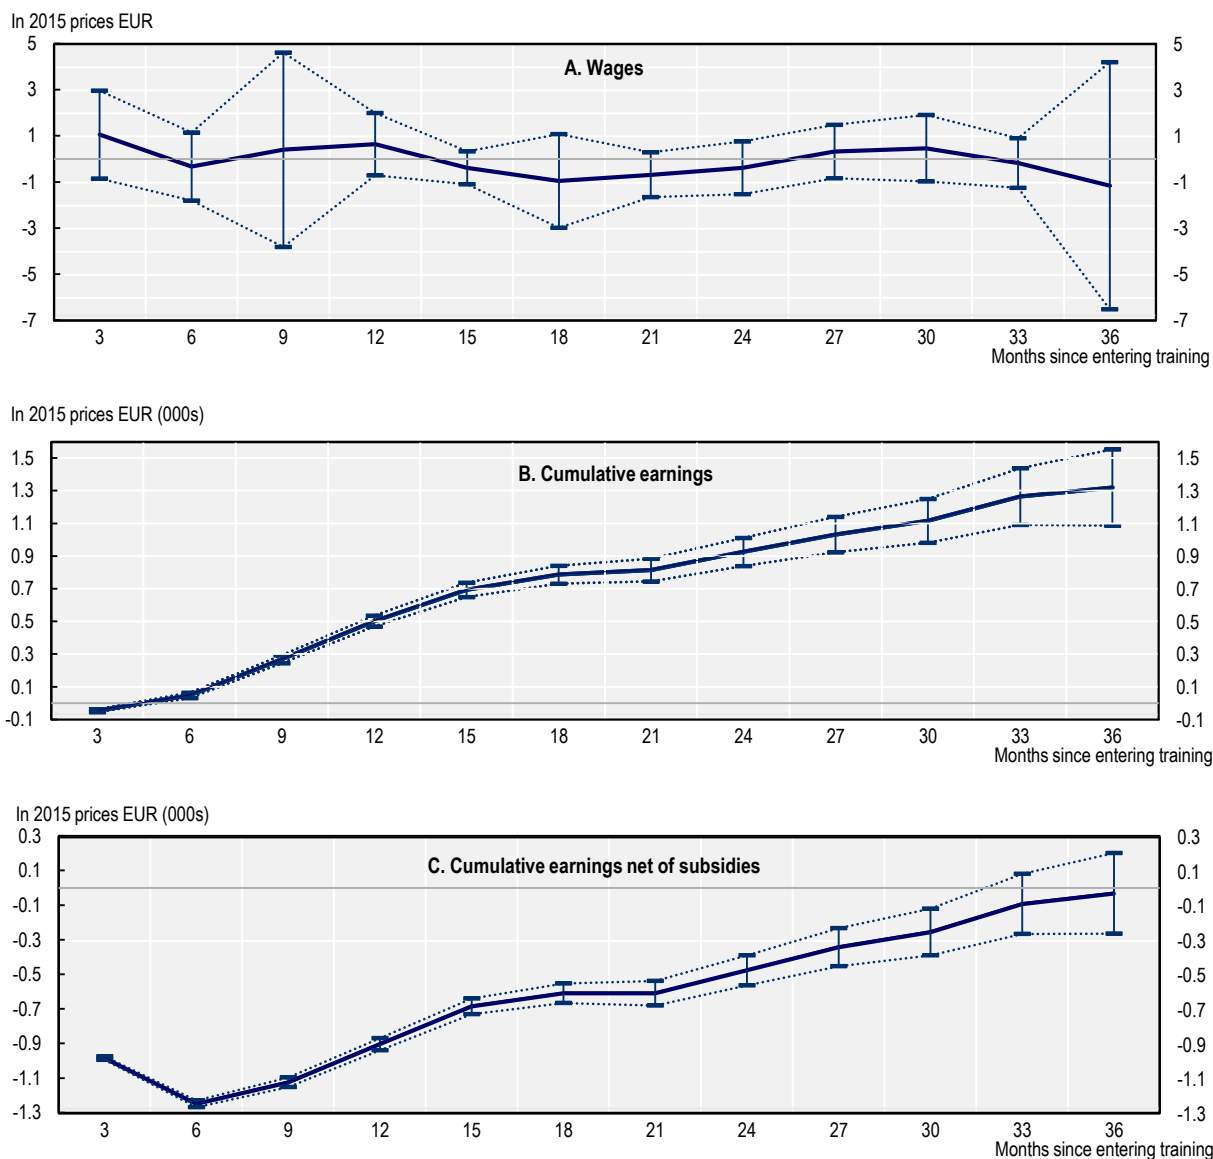 In 2015 prices EUR
A. Wages
5 5
3 3
1 1
-1 -1
-3 -3
-5 -5
-7 -7
3 6 9 12 15 18 21 24 27 30 33 36
Months since entering training
In 2015 prices EUR (000s)
B. Cumulative earnings
1.5 1.5
1.3 1.3
1.1 1.1
0.9 0.9
0.7 0.7
0.5 0.5
0.3 0.3
0.1 0.1
-0.1 -0.1
3 6 9 12 15 18 21 24 27 30 33 36
Months since entering training
In 2015 prices EUR (000s)
0.3 0.3
C. Cumulative earnings net of subsidies
0.1 0.1
-0.1 -0.1
-0.3 -0.3
-0.5 -0.5
-0.7 -0.7
-0.9 -0.9
-1.1 -1.1
-1.3 -1.3
3 6 9 12 15 18 21 24 27 30 33 36
Months since entering training